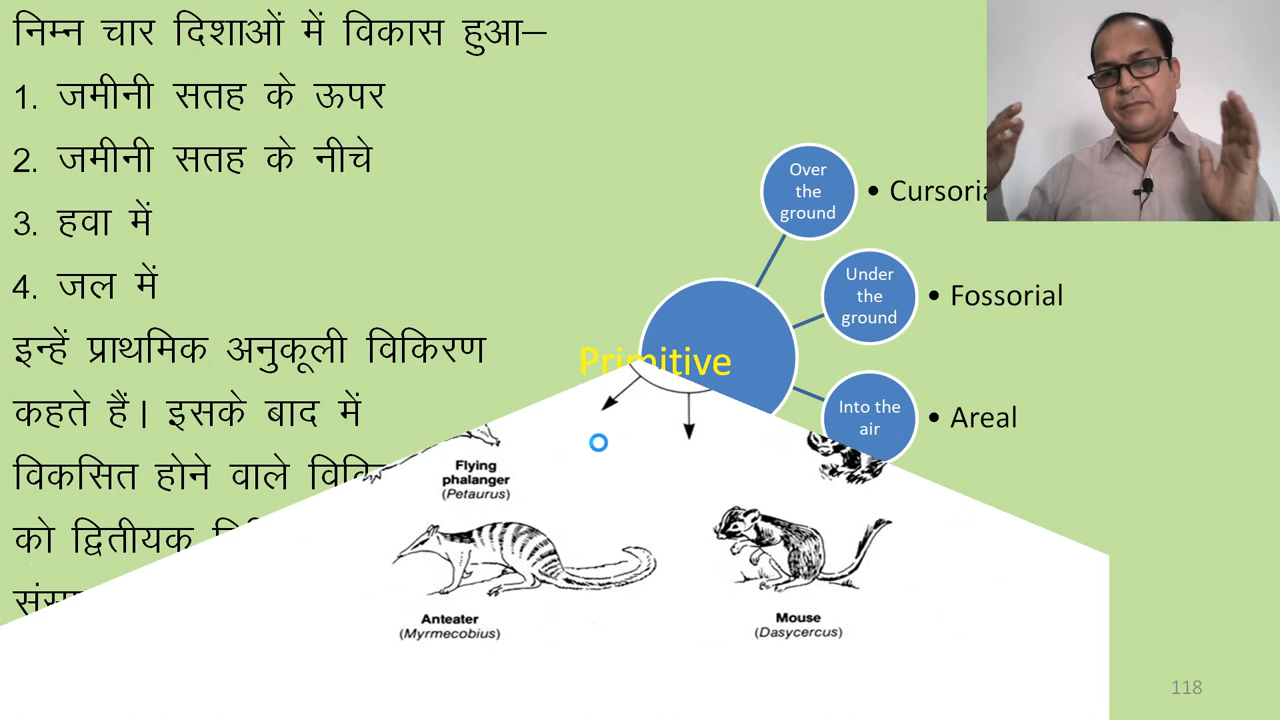 निम्न चार दिशाओं में विकास हुआ–
1. जमीनी सतह के ऊपर
2. जमीनी सतह के नीचे
3. हवा में
4. जल में
इन्हें प्राथमिक अनुकूली विकिरण
कहते हैं। इसके बाद में
विकसित होने वाले
को द्वितीयक
Over
the
ground
Under
the
ground
• Fossorial
Primitive
Into the
air
• Areal
Flying
phalanger
(Petaurus)
Anteater
(Myrmecobius)
Mouse
(Dasycercus)
118